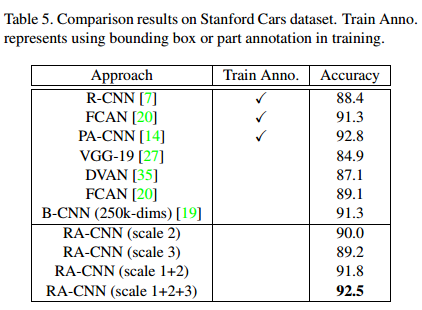 Table 5. Comparison results on Stanford Cars dataset. Train Anno.
represents using bounding box or part annotation in training.
Approach Train Anno. Accuracy
R-CNN [7] ✓ 88.4
FCAN [20] ✓ 91.3
PA-CNN [14] ✓ 92.8
VGG-19 [27] 84.9
DVAN [35] 87.1
FCAN [20] 89.1
B-CNN (250k-dims) [19] 91.3
RA-CNN (scale 2) 90.0
RA-CNN (scale 3) 89.2
RA-CNN (scale 1+2) 91.8
RA-CNN (scale 1+2+3) 92.5